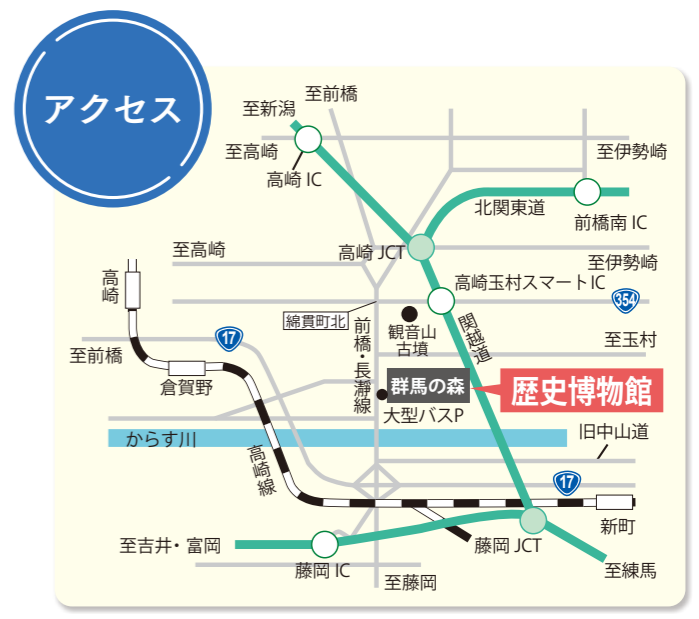 アクセス
至前橋
至新潟
至高崎
至伊勢崎
高崎 IC
北関東道
前橋南 IC
至高崎
高崎 JCT
至伊勢崎
高崎
高崎玉村スマートIC
354
綿貫町北
観音山
古墳
関越道
17
前橋・長瀞線
至玉村
至前橋
倉賀野
群馬の森
歴史博物館
大型バスP
からす川
旧中山道
高崎線
17
新町
至吉井・富岡
藤岡 JCT
藤岡 IC
至藤岡
至練馬